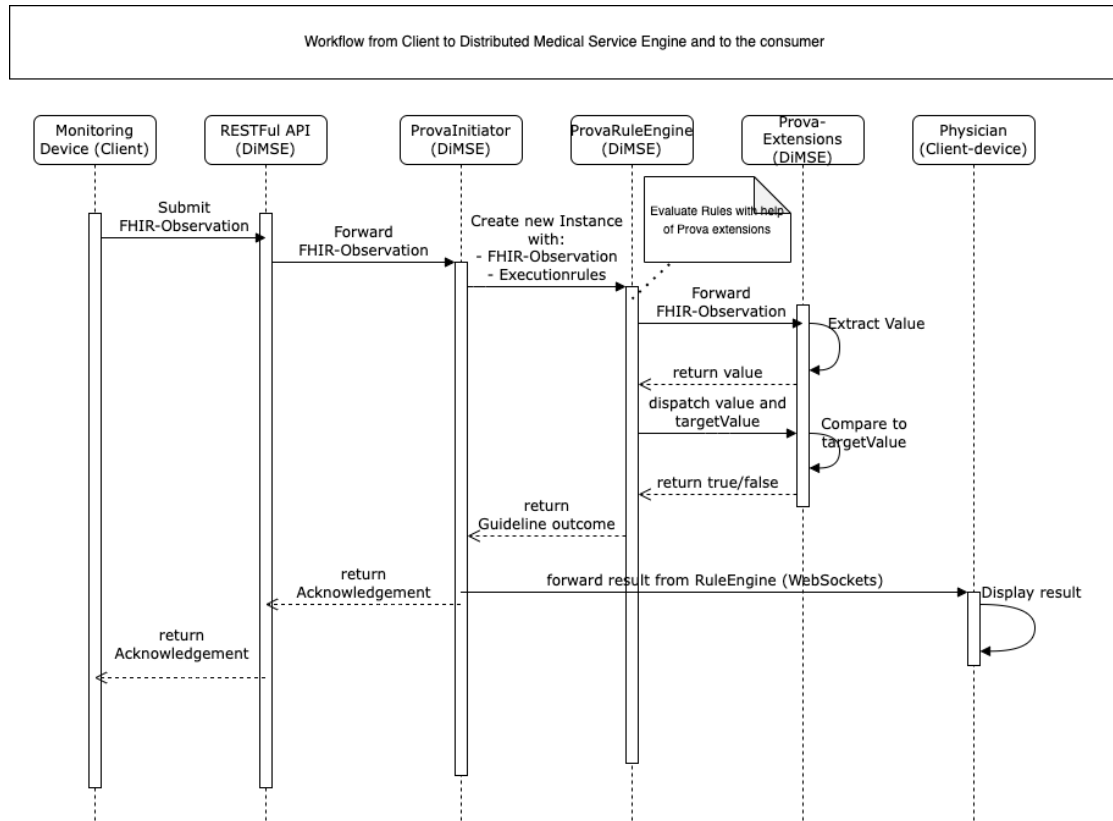 Workflow from Client to Distributed Medical Service Engine and to the consumer
Monitoring
Device (Client)
RESTFul API
(DiMSE)
ProvaInitiator
(DiMSE)
ProvaRuleEngine
(DiMSE)
Prova-
Extensions
(DiMSE)
Physician
(Client-device)
Submit
FHIR-Observation
Forward
FHIR-Observation
Create new Instance
with:
- FHIR-Observation
- Executionrules
Evaluate Rules with help
of Prova extensions
Forward
FHIR-Observation
Extract Value
return value
dispatch value and
targetValue
Compare to
targetValue
return true/false
return
Guideline outcome
forward result from RuleEngine (WebSockets)
Display result
return
Acknowledgement
return
Acknowledgement